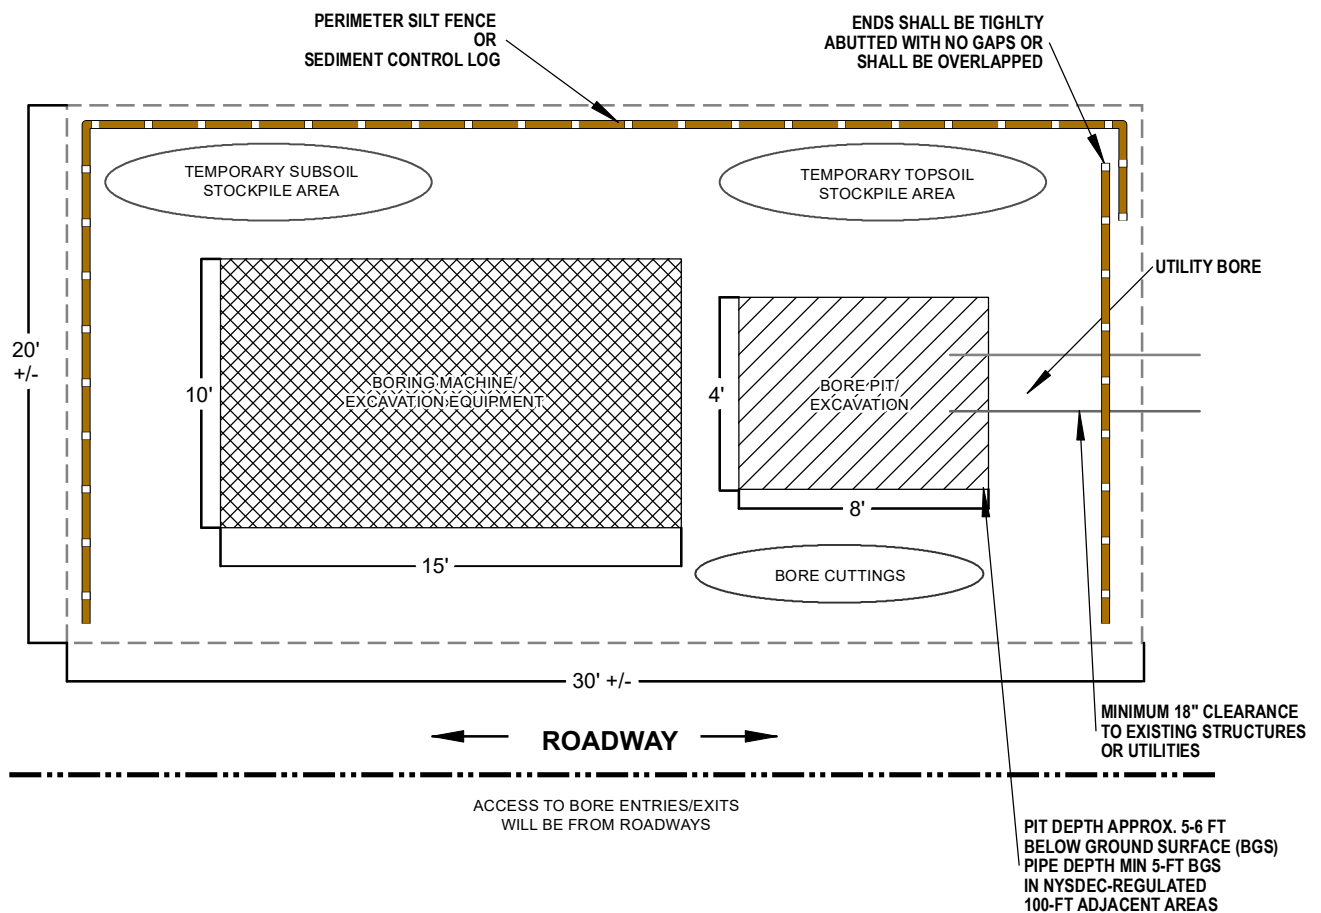 PERIMETER SILT FENCE
OR
SEDIMENT CONTROL LOG
ENDS SHALL BE TIGHLTY
ABUTTED WITH NO GAPS OR
SHALL BE OVERLAPPED
TEMPORARY SUBSOIL
STOCKPILE AREA
TEMPORARY TOPSOIL
STOCKPILE AREA
UTILITY BORE
20'
+/-
10'
BORING MACHINE/
EXCAVATION EQUIPMENT
4'
BORE PIT/
EXCAVATION
8'
15'
BORE CUTTINGS
30' +/-
MINIMUM 18" CLEARANCE
TO EXISTING STRUCTURES
OR UTILITIES
ROADWAY
ACCESS TO BORE ENTRIES/EXITS
WILL BE FROM ROADWAYS
PIT DEPTH APPROX. 5-6 FT
BELOW GROUND SURFACE (BGS)
PIPE DEPTH MIN 5-FT BGS
IN NYSDEC-REGULATED
100-FT ADJACENT AREAS